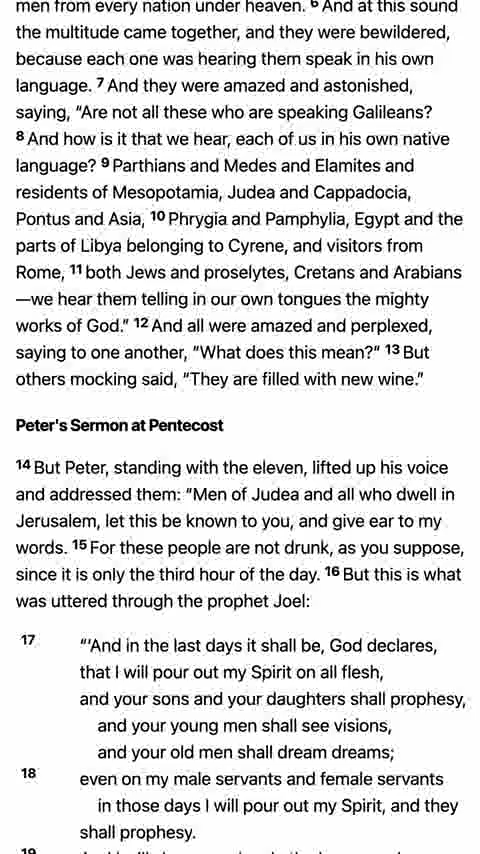 men from every nation under heaven. 6 And at this sound
the multitude came together, and they were bewildered,
because each one was hearing them speak in his own
language. 7 And they were amazed and astonished,
saying, “Are not all these who are speaking Galileans?
8 And how is it that we hear, each of us in his own native
language? 9 Parthians and Medes and Elamites and
residents of Mesopotamia, Judea and Cappadocia,
Pontus and Asia, 10 Phrygia and Pamphylia, Egypt and the
parts of Libya belonging to Cyrene, and visitors from
Rome, 11 both Jews and proselytes, Cretans and Arabians
—we hear them telling in our own tongues the mighty
works of God.” 12 And all were amazed and perplexed,
saying to one another, “What does this mean?” 13 But
others mocking said, “They are filled with new wine.”
Peter's Sermon at Pentecost
14 But Peter, standing with the eleven, lifted up his voice
and addressed them: “Men of Judea and all who dwell in
Jerusalem, let this be known to you, and give ear to my
words. 15 For these people are not drunk, as you suppose,
since it is only the third hour of the day. 16 But this is what
was uttered through the prophet Joel:
17 “‘And in the last days it shall be, God declares,
that I will pour out my Spirit on all flesh,
and your sons and your daughters shall prophesy,
and your young men shall see visions,
and your old men shall dream dreams;
18 even on my male servants and female servants
in those days I will pour out my Spirit, and they
shall prophesy.
19